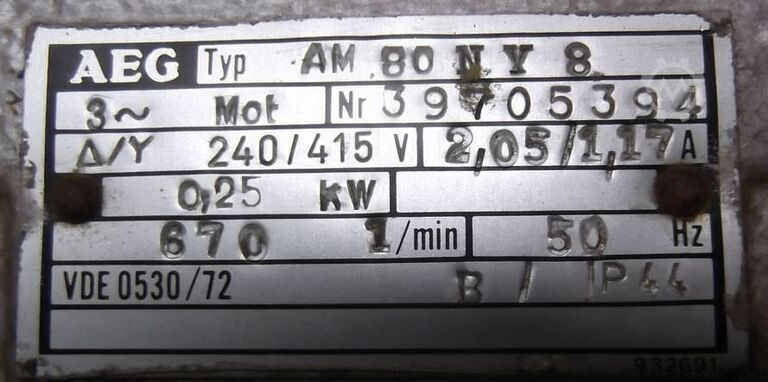 AEG Typ AM 80 N Y 8
3~ Mot Nr 39705394
Δ/Y 240/415 V 2,05/1,17 A
0,25 kW
670 1/min 50 Hz
VDE 0530/72 B / IP44
932691